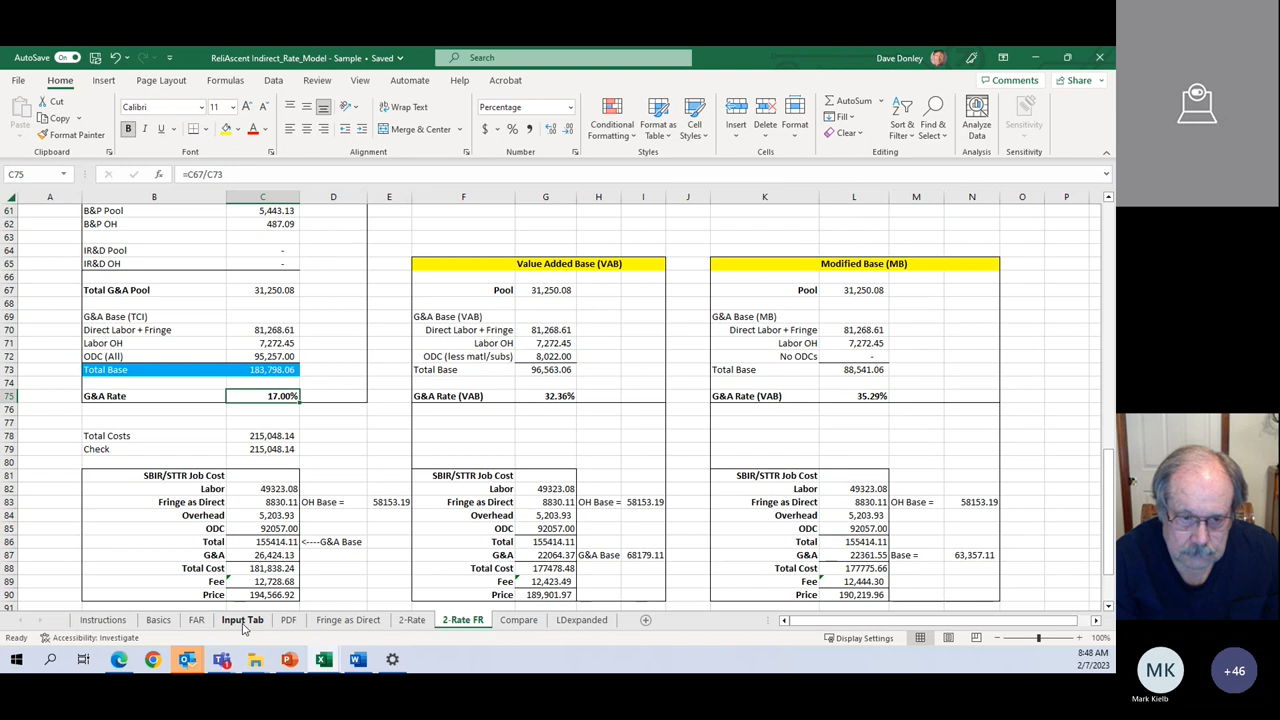 AutoSave On ReliAscent Indirect_Rate_Model - Sample • Saved Search Dave Donley
File Home Insert Page Layout Formulas Data Review View Automate Help Acrobat Comments Share
Paste Cut Copy Format Painter Calibri 11 Wrap Text Merge & Center Percentage Conditional Formatting Format as Table Cell Styles Insert Delete Format AutoSum Fill Clear Sort & Filter Find & Select Analyze Data Sensitivity
Clipboard Font Alignment Number Styles Cells Editing Analysis Sensitivity
C75 =C67/C73
A B C D E F G H I J K L M N O P
61 B&P Pool 5,443.13
62 B&P OH 487.09
63
64 IR&D Pool -
65 IR&D OH - Value Added Base (VAB) Modified Base (MB)
66
67 Total G&A Pool 31,250.08 Pool 31,250.08 Pool 31,250.08
68
69 G&A Base (TCI) G&A Base (VAB) G&A Base (MB)
70 Direct Labor + Fringe 81,268.61 Direct Labor + Fringe 81,268.61 Direct Labor + Fringe 81,268.61
71 Labor OH 7,272.45 Labor OH 7,272.45 Labor OH 7,272.45
72 ODC (All) 95,257.00 ODC (less matl/subs) 8,022.00 No ODCs -
73 Total Base 183,798.06 Total Base 96,563.06 Total Base 88,541.06
74
75 G&A Rate 17.00% G&A Rate (VAB) 32.36% G&A Rate (VAB) 35.29%
76
77
78 Total Costs 215,048.14
79 Check 215,048.14
80
81 SBIR/STTR Job Cost SBIR/STTR Job Cost SBIR/STTR Job Cost
82 Labor 49323.08 Labor 49323.08 Labor 49323.08
83 Fringe as Direct 8830.11 OH Base = 58153.19 Fringe as Direct 8830.11 OH Base = 58153.19 Fringe as Direct 8830.11 OH Base = 58153.19
84 Overhead 5,203.93 Overhead 5,203.93 Overhead 5,203.93
85 ODC 92057.00 ODC 92057.00 ODC 92057.00
86 Total 155414.11 <----G&A Base Total 155414.11 Total 155414.11
87 G&A 26,424.13 G&A 22064.37 G&A Base 68179.11 G&A 22361.55 Base = 63,357.11
88 Total Cost 181,838.24 Total Cost 177478.48 Total Cost 177775.66
89 Fee 12,728.68 Fee 12,423.49 Fee 12,444.30
90 Price 194,566.92 Price 189,901.97 Price 190,219.96
91
Instructions Basics FAR Input Tab PDF Fringe as Direct 2-Rate 2-Rate FR Compare LDExpanded
Ready Accessibility: Investigate Display Settings 100%
8:48 AM
2/7/2023
MK
+46
Mark Kielb